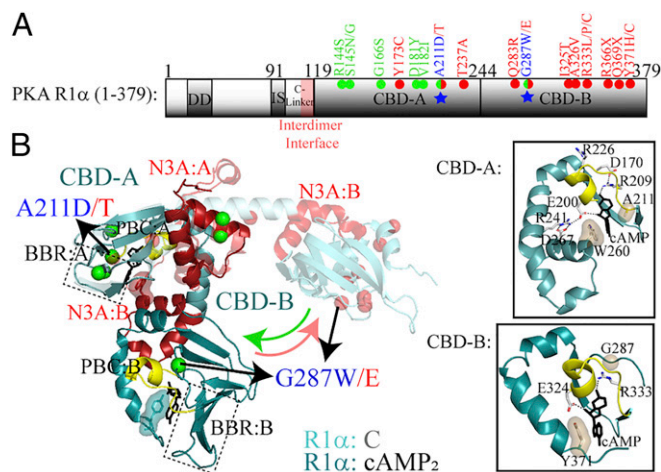 A
R144S
S145N/G
G166S
Y173C
D181Y
V182I
A211D/T
T237A
Q283R
G287W/E
I325T
A326V
R333L/P/C
R366X
Q369X
Y371H/C
1 91 119 244 379
PKA R1α (1-379): DD IS C-Linker CBD-A CBD-B
Interdimer
Interface
B
N3A:A
CBD-A
A211D/T
PBC:A
BBR:A
N3A:B
N3A:B
CBD-B
PBC:B
G287W/E
BBR:B
R1α: C
R1α: cAMP₂
CBD-A:
R226
D170
R209
E200
A211
R241
cAMP
D267
W260
CBD-B:
G287
E324
R333
cAMP
Y371